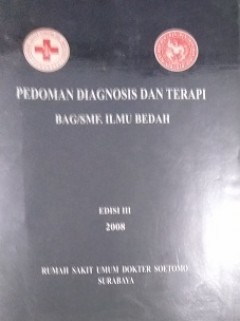 PEDOMAN DIAGNOSIS DAN TERAPI
BAG/SMF. ILMU BEDAH
EDISI III
2008
RUMAH SAKIT UMUM DOKTER SOETOMO
SURABAYA